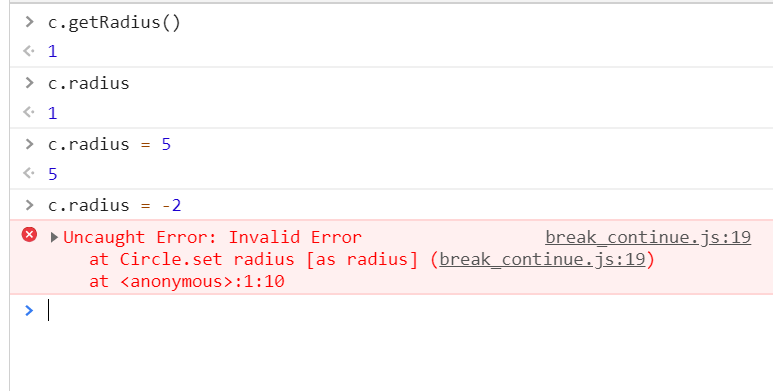 > c.getRadius()
1
> c.radius
1
> c.radius = 5
5
> c.radius = -2
Uncaught Error: Invalid Error break_continue.js:19
at Circle.set radius [as radius] (break_continue.js:19)
at <anonymous>:1:10
>